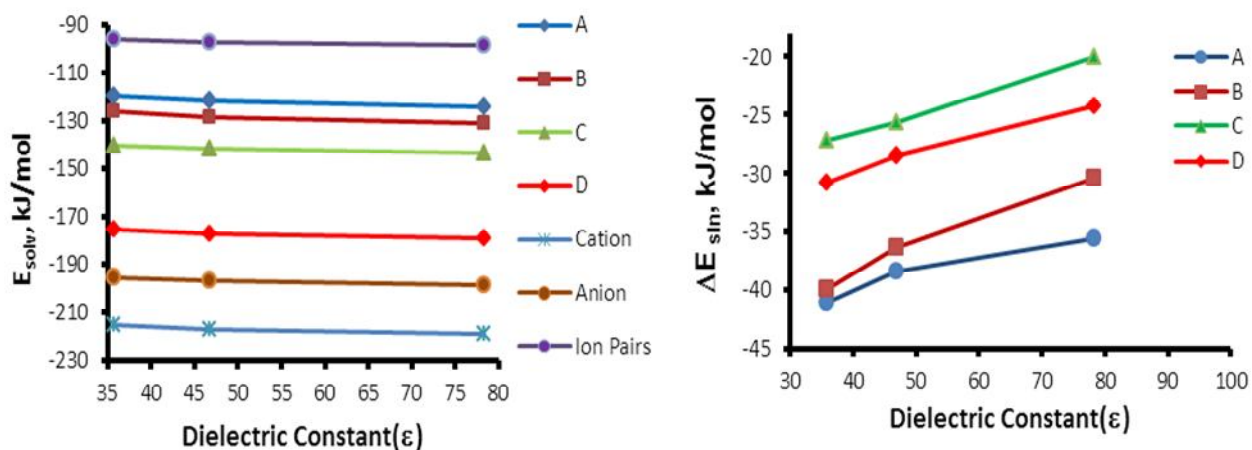 -90
-110
-130
-150
-170
-190
-210
-230
E solv, kJ/mol
35 40 45 50 55 60 65 70 75 80
Dielectric Constant(ε)
A
B
C
D
Cation
Anion
Ion Pairs
-20
-25
-30
-35
-40
-45
ΔE sln, kJ/mol
30 40 50 60 70 80 90 100
Dielectric Constant(ε)
A
B
C
D